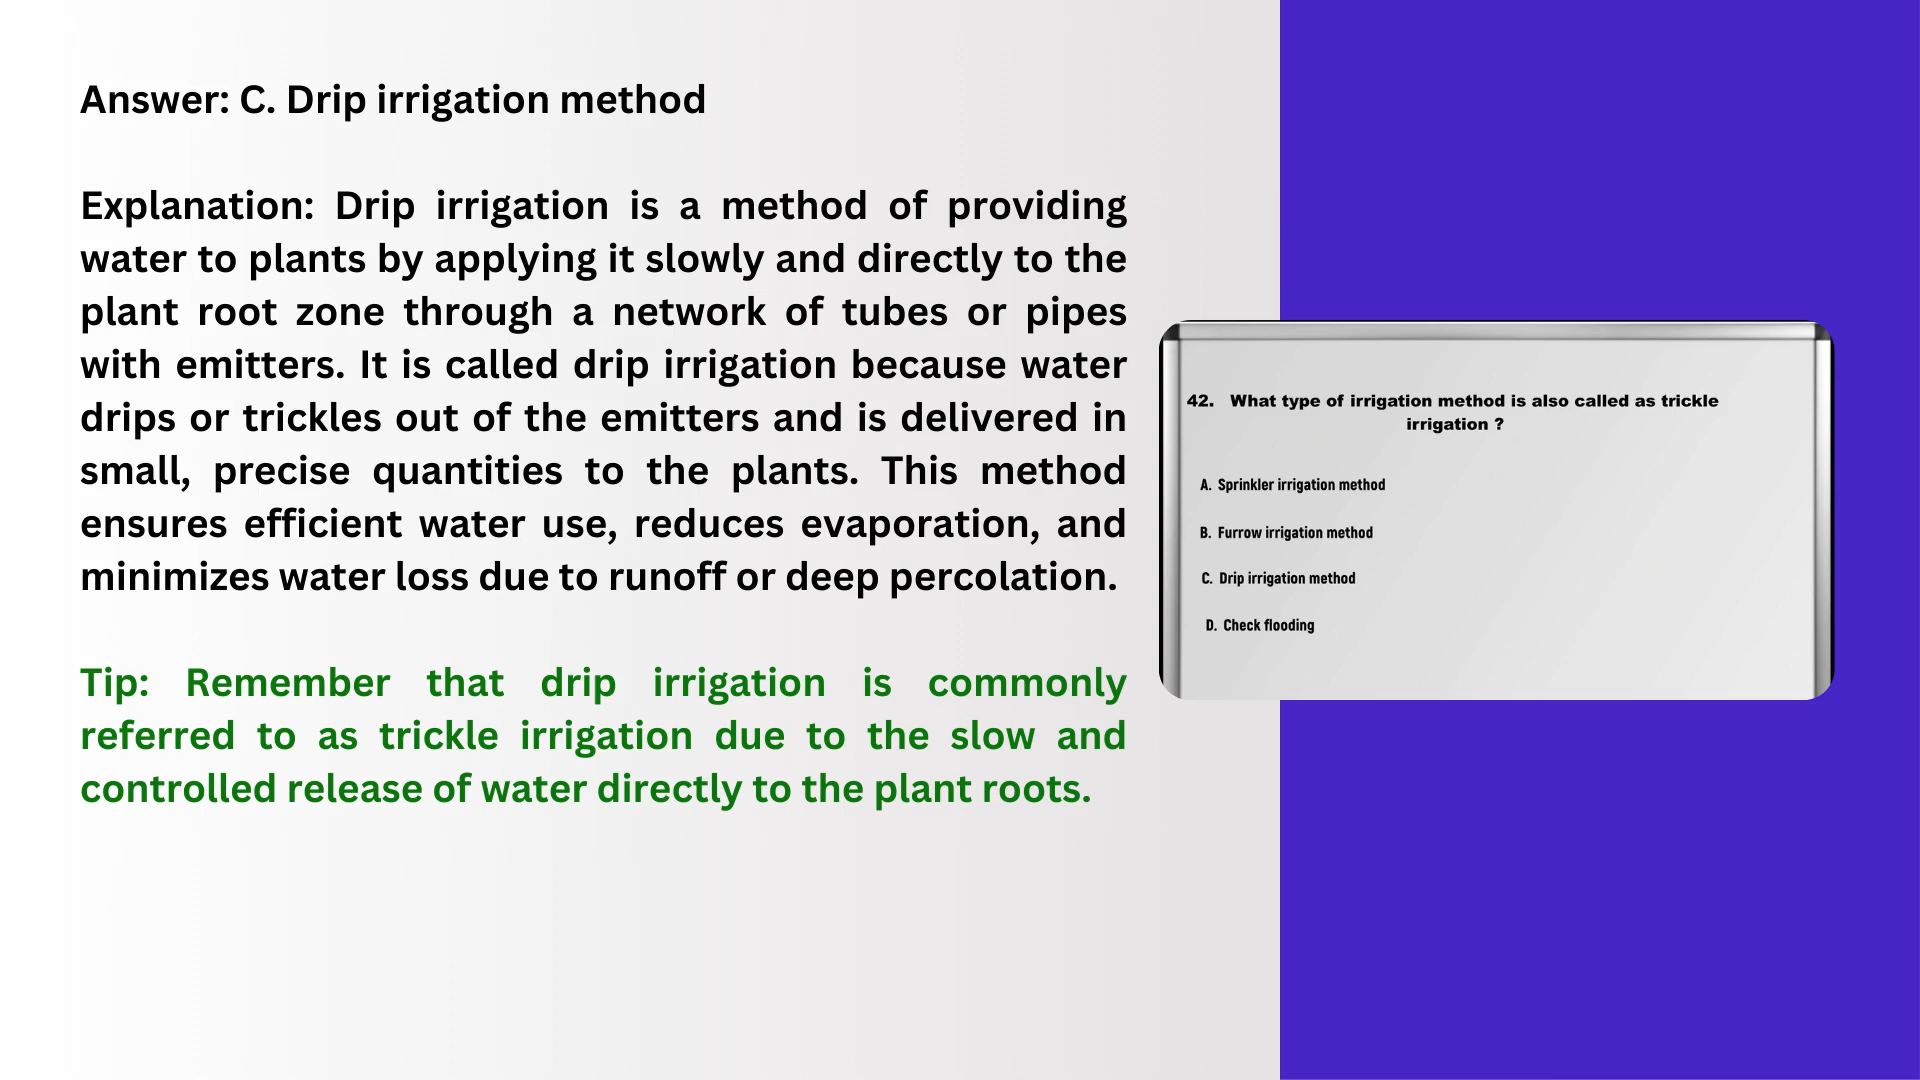 Answer: C. Drip irrigation method
Explanation: Drip irrigation is a method of providing
water to plants by applying it slowly and directly to the
plant root zone through a network of tubes or pipes
with emitters. It is called drip irrigation because water
drips or trickles out of the emitters and is delivered in
small, precise quantities to the plants. This method
ensures efficient water use, reduces evaporation, and
minimizes water loss due to runoff or deep percolation.
Tip: Remember that drip irrigation is commonly
referred to as trickle irrigation due to the slow and
controlled release of water directly to the plant roots.
42. What type of irrigation method is also called as trickle
irrigation ?
A. Sprinkler irrigation method
B. Furrow irrigation method
C. Drip irrigation method
D. Check flooding